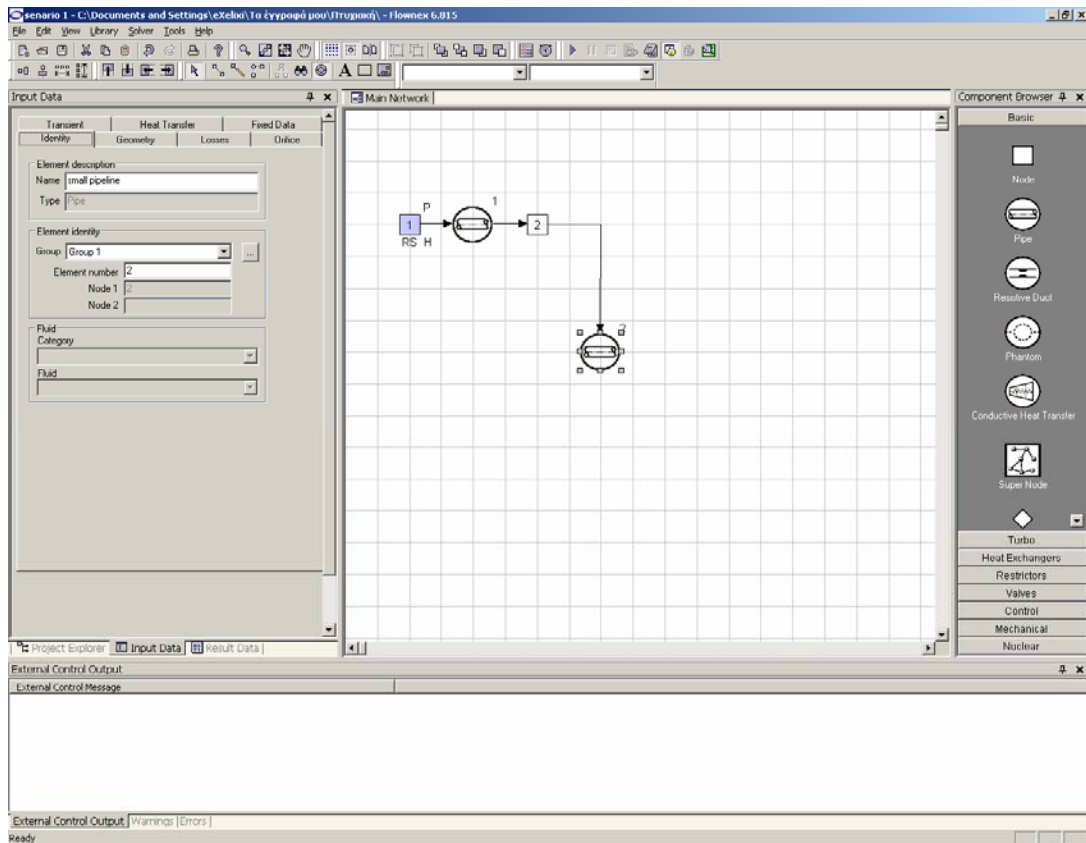 senario 1 - C:\Documents and Settings\eXelixi\Τα έγγραφά μου\Πτυχιακή\ - Flownex 6.815
File Edit View Library Solver Tools Help
A
Input Data
Main Network
Component Browser
Transient Heat Transfer Fixed Data
Identity Geometry Losses Orifice
Element description
Name small pipeline
Type Pipe
Element identity
Group Group 1 ...
Element number 2
Node 1 2
Node 2
Fluid
Category
Fluid
P
1
1
2
RS H
2
Basic
Node
Pipe
Resistive Duct
Phantom
Conductive Heat Transfer
Super Node
Turbo
Heat Exchangers
Restrictors
Valves
Control
Mechanical
Nuclear
Project Explorer Input Data Result Data
External Control Output
External Control Message
External Control Output Warnings Errors
Ready